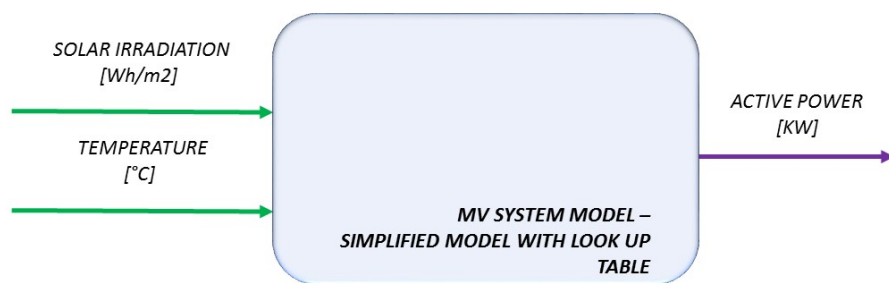 SOLAR IRRADIATION
[Wh/m2]
TEMPERATURE
[°C]
ACTIVE POWER
[KW]
MV SYSTEM MODEL –
SIMPLIFIED MODEL WITH LOOK UP
TABLE